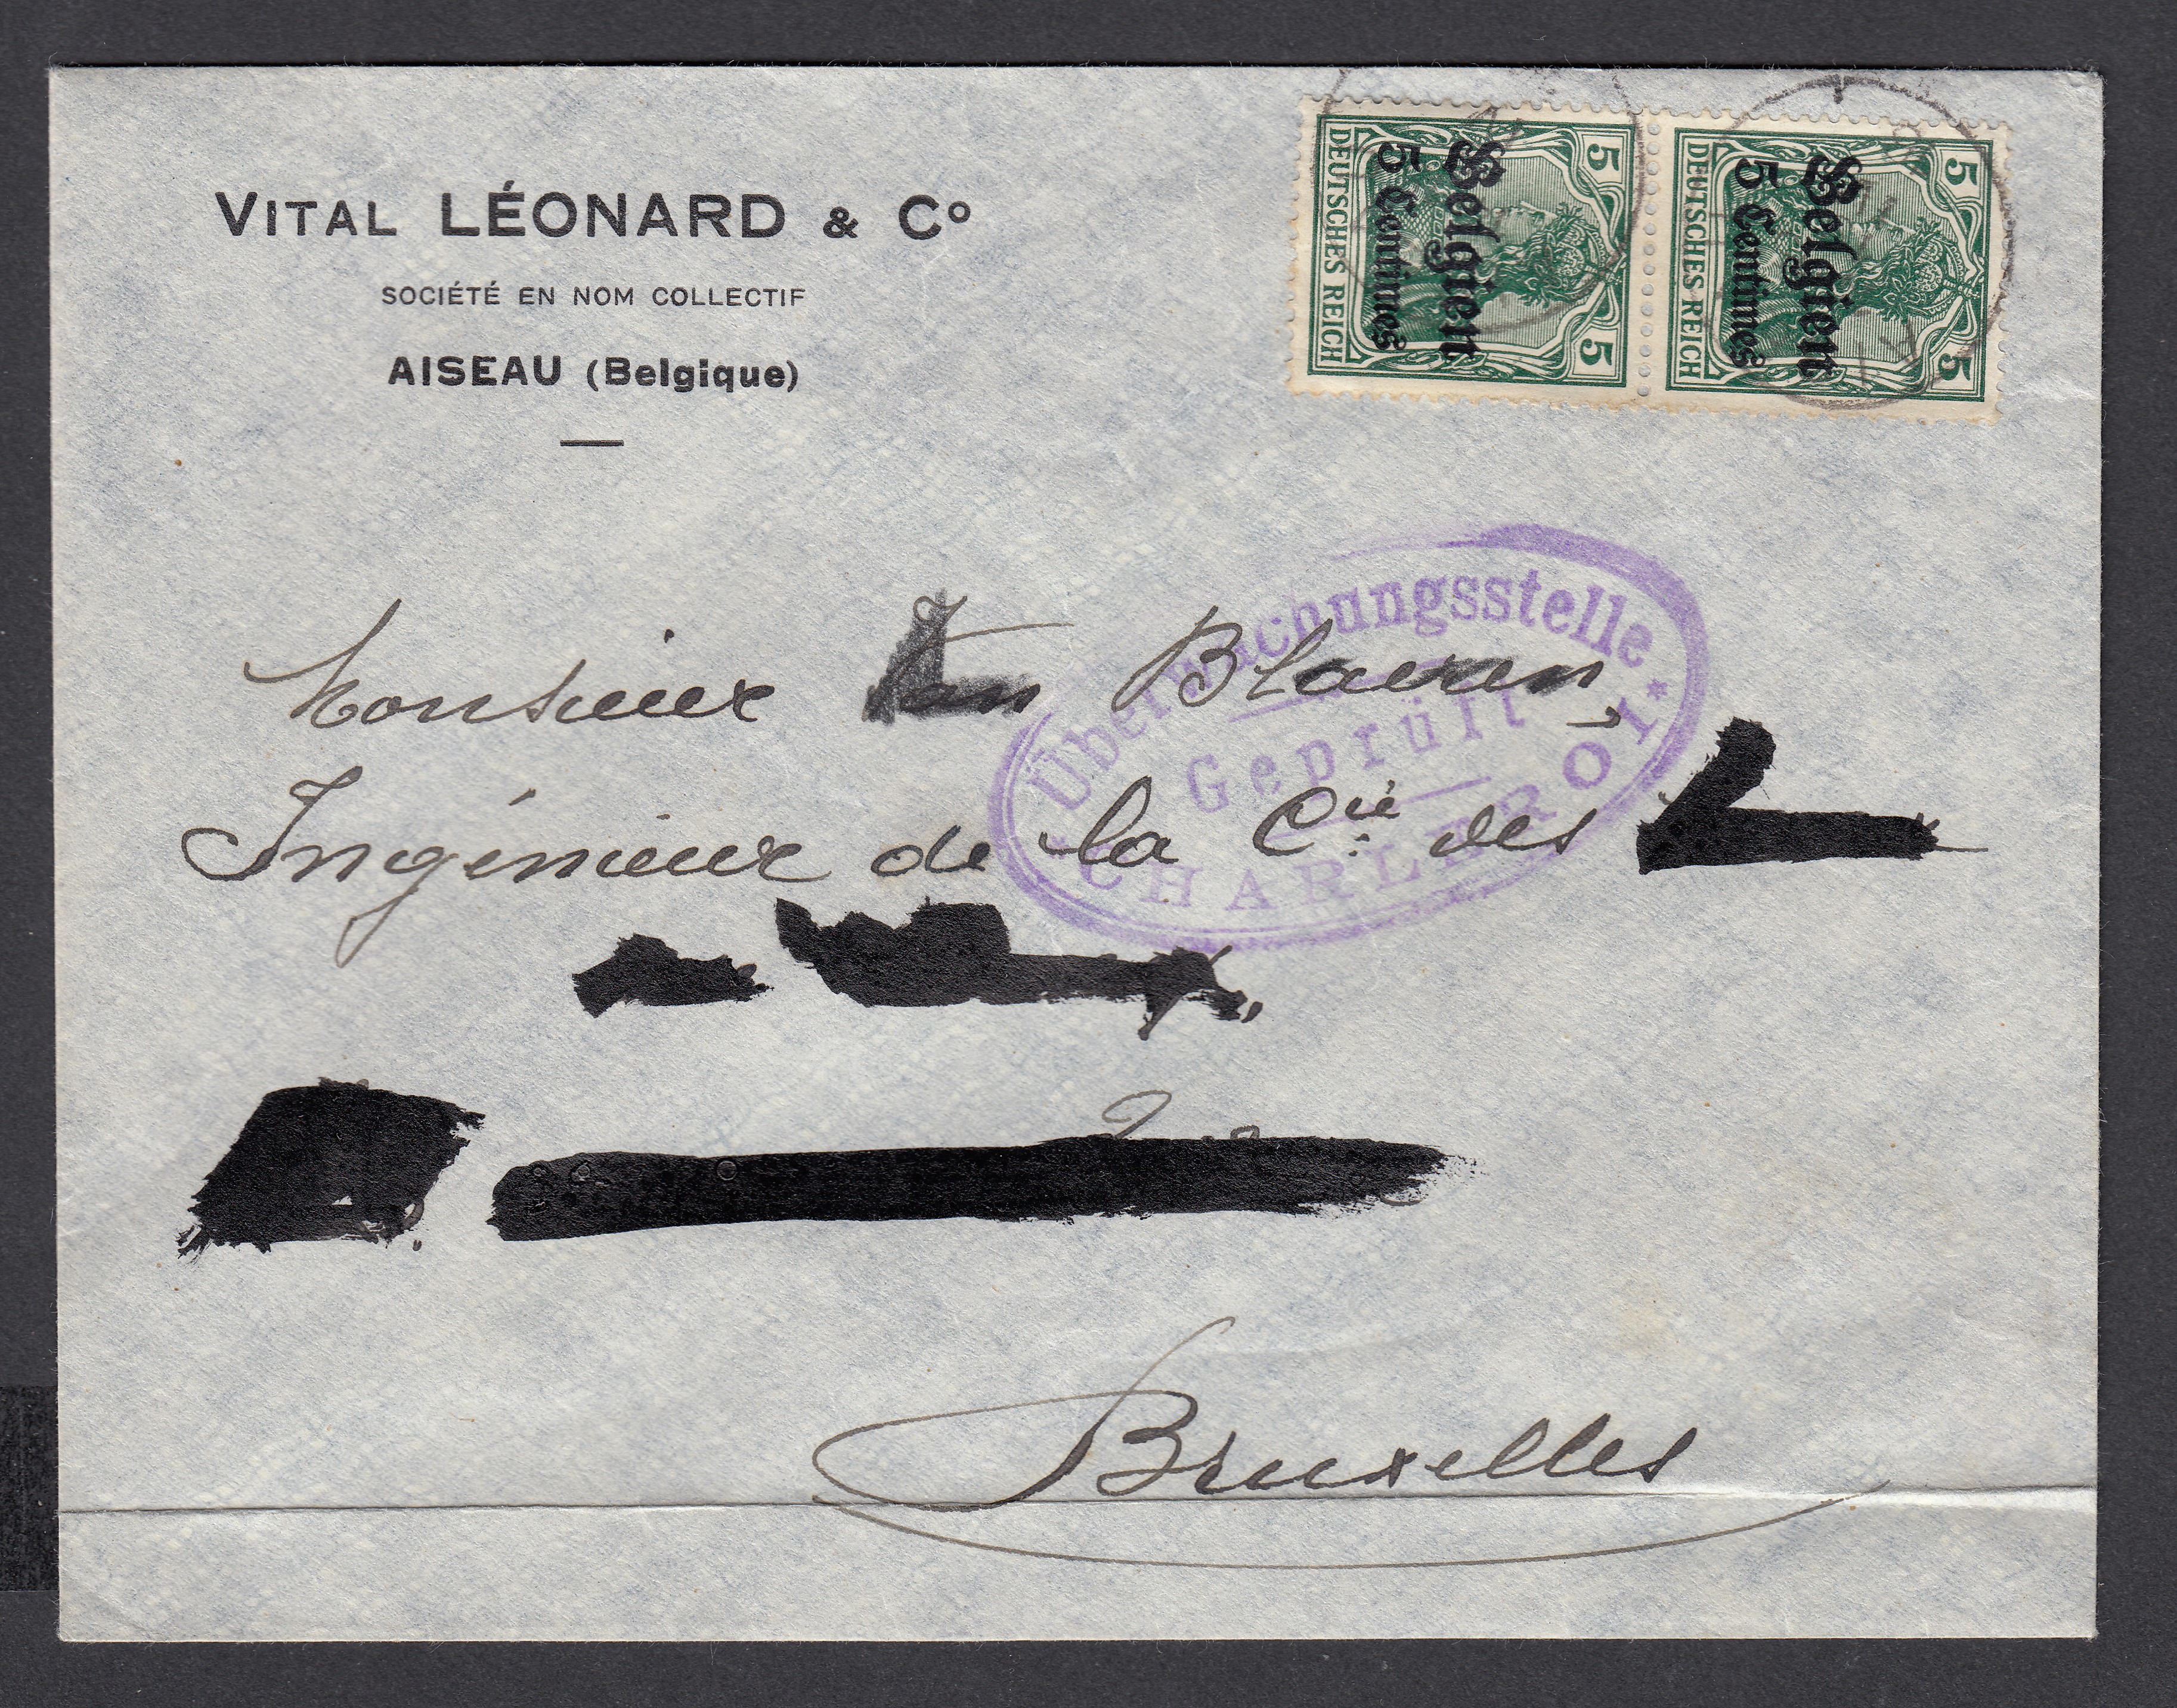 VITAL LÉONARD & Cº
SOCIÉTÉ EN NOM COLLECTIF
AISEAU (Belgique)
5 5
Belgien
5 Centimes
DEUTSCHES REICH
5 5
Belgien
5 Centimes
DEUTSCHES REICH
Überwachungsstelle
Geprüft
CHARLEROI
Monsieur
Ingénieur de la Cie des
Bruxelles